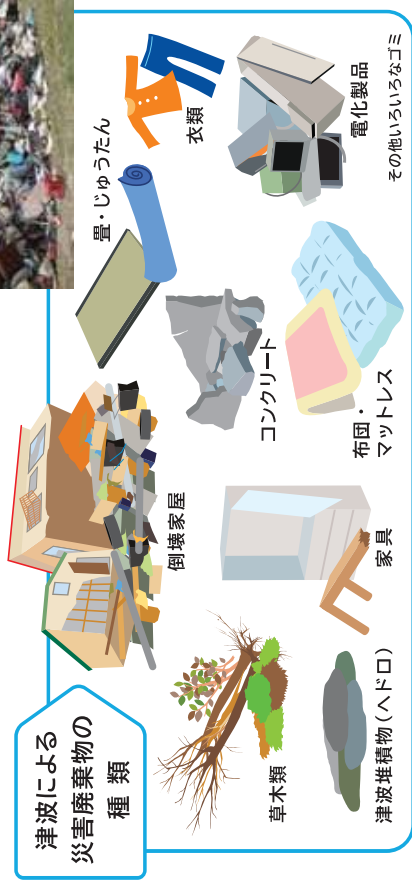 津波による
災害廃棄物の
種類
倒壊家屋
畳・じゅうたん
衣類
草木類
家具
コンクリート
布団・
マットレス
電化製品
津波堆積物（ヘドロ）
その他いろいろなゴミ